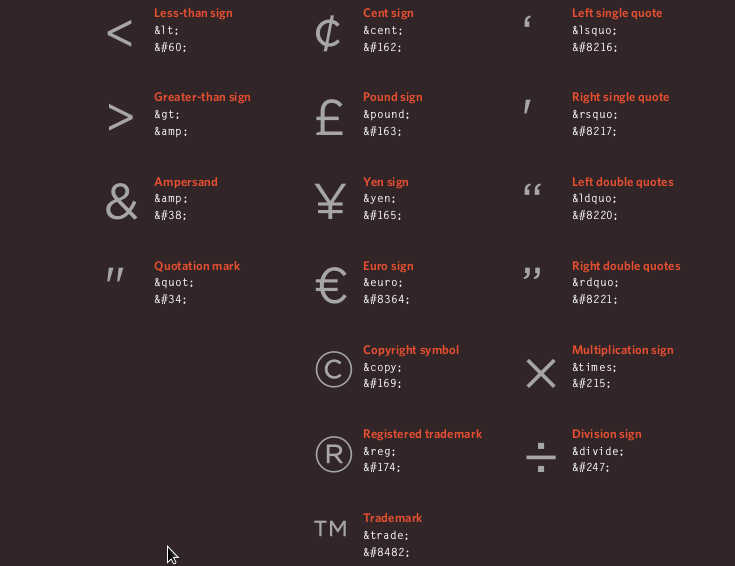 <
Less-than sign
&lt;
&#60;
>
Greater-than sign
&gt;
&amp;
&
Ampersand
&amp;
&#38;
"
Quotation mark
&quot;
&#34;
¢
Cent sign
&cent;
&#162;
£
Pound sign
&pound;
&#163;
¥
Yen sign
&yen;
&#165;
€
Euro sign
&euro;
&#8364;
©
Copyright symbol
&copy;
&#169;
®
Registered trademark
&reg;
&#174;
™
Trademark
&trade;
&#8482;
‘
Left single quote
&lsquo;
&#8216;
'
Right single quote
&rsquo;
&#8217;
“
Left double quotes
&ldquo;
&#8220;
”
Right double quotes
&rdquo;
&#8221;
×
Multiplication sign
&times;
&#215;
÷
Division sign
&divide;
&#247;